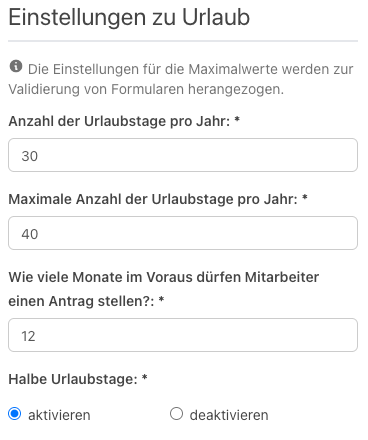 Einstellungen zu Urlaub
Die Einstellungen für die Maximalwerte werden zur
Validierung von Formularen herangezogen.
Anzahl der Urlaubstage pro Jahr: *
30
Maximale Anzahl der Urlaubstage pro Jahr: *
40
Wie viele Monate im Voraus dürfen Mitarbeiter
einen Antrag stellen?: *
12
Halbe Urlaubstage: *
aktivieren deaktivieren